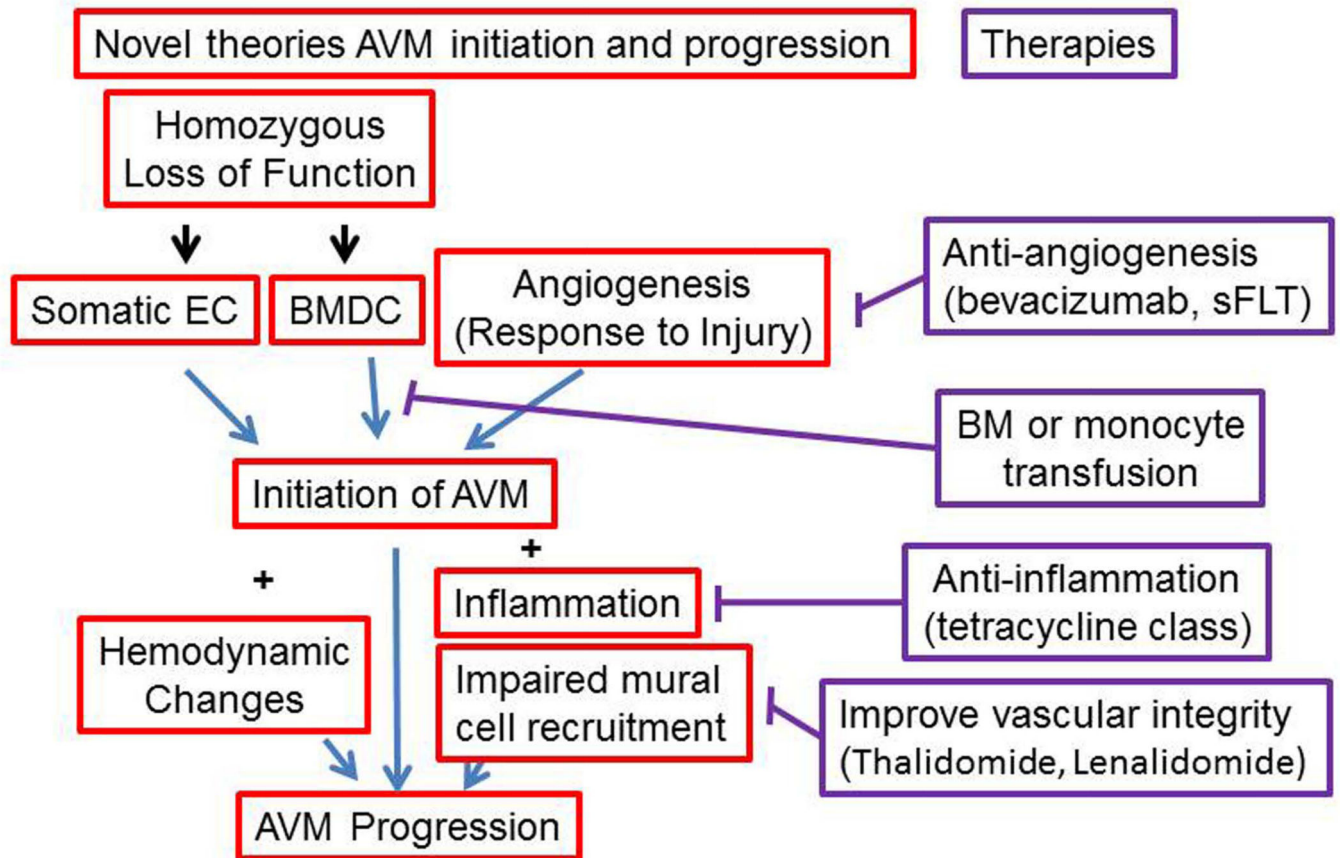 Novel theories AVM initiation and progression
Therapies
Homozygous
Loss of Function
Somatic EC
BMDC
Angiogenesis
(Response to Injury)
Anti-angiogenesis
(bevacizumab, sFLT)
BM or monocyte
transfusion
Initiation of AVM
+
+
Inflammation
Anti-inflammation
(tetracycline class)
Hemodynamic
Changes
Impaired mural
cell recruitment
Improve vascular integrity
(Thalidomide, Lenalidomide)
AVM Progression